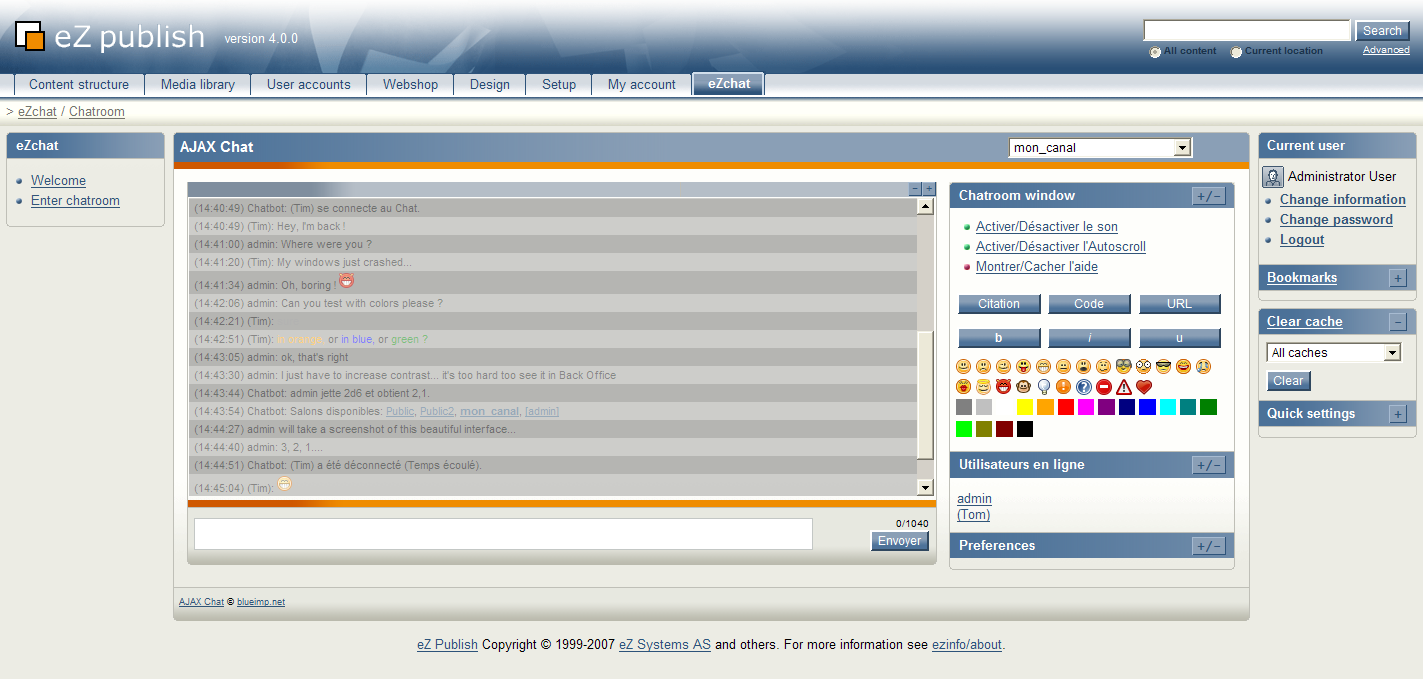 eZ publish version 4.0.0
Search
All content Current location Advanced
Content structure Media library User accounts Webshop Design Setup My account eZchat
> eZchat / Chatroom
eZchat
Welcome
Enter chatroom
AJAX Chat mon_canal
(14:40:49) Chatbot: (Tim) se connecte au Chat.
(14:40:49) (Tim): Hey, I'm back !
(14:41:00) admin: Where were you ?
(14:41:20) (Tim): My windows just crashed...
(14:41:34) admin: Oh, boring !
(14:42:06) admin: Can you test with colors please ?
(14:42:21) (Tim):
(14:42:51) (Tim): in orange, or in blue, or green ?
(14:43:05) admin: ok, that's right
(14:43:30) admin: I just have to increase contrast... it's too hard too see it in Back Office
(14:43:44) Chatbot: admin jette 2d6 et obtient 2,1.
(14:43:54) Chatbot: Salons disponibles: Public, Public2, mon_canal, [admin]
(14:44:27) admin will take a screenshot of this beautiful interface...
(14:44:40) admin: 3, 2, 1....
(14:44:51) Chatbot: (Tim) a été déconnecté (Temps écoulé).
(14:45:04) (Tim):
0/1040
Envoyer
Chatroom window +/-
Activer/Désactiver le son
Activer/Désactiver l'Autoscroll
Montrer/Cacher l'aide
Citation Code URL
b i u
Utilisateurs en ligne +/-
admin
(Tom)
Preferences +/-
AJAX Chat © blueimp.net
Current user
Administrator User
Change information
Change password
Logout
Bookmarks +
Clear cache -
All caches
Clear
Quick settings +
eZ Publish Copyright © 1999-2007 eZ Systems AS and others. For more information see ezinfo/about.